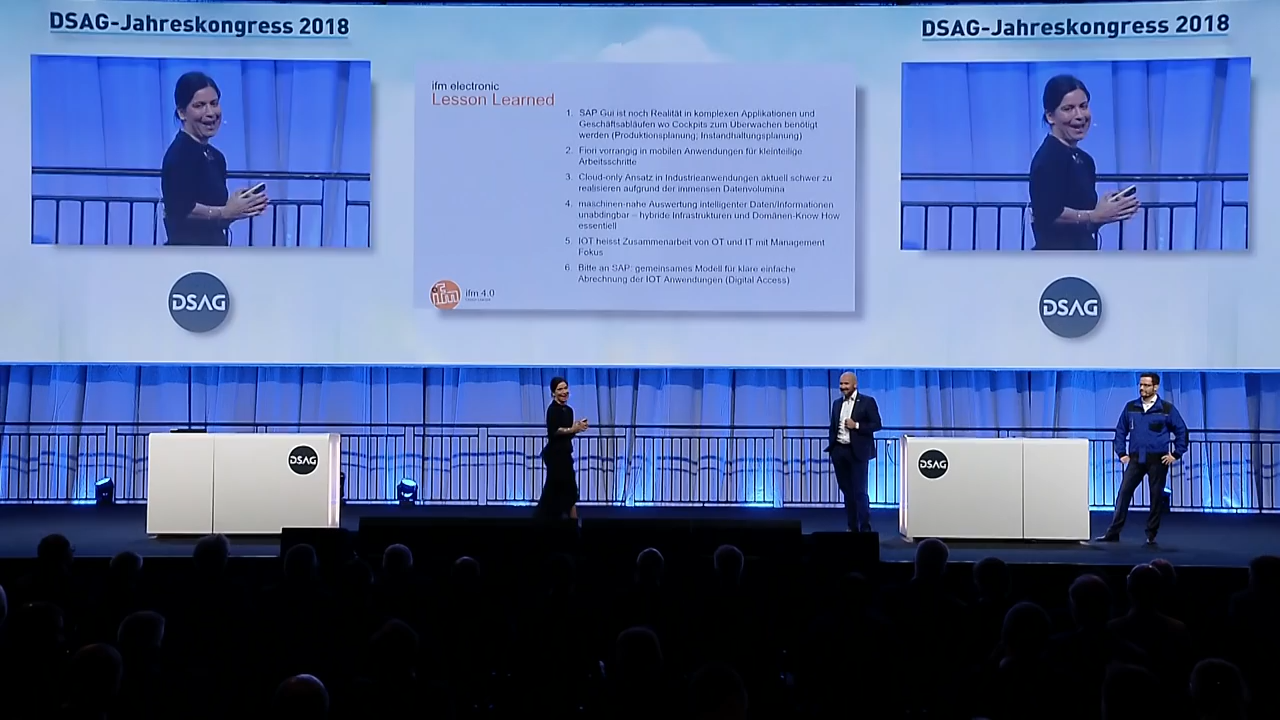 DSAG-Jahreskongress 2018
DSAG-Jahreskongress 2018
ifm electronic
Lesson Learned
1. SAP Gui ist noch Realität in komplexen Applikationen und
Geschäftsabläufen wo Cockpits zum Überwachen benötigt
werden (Produktionsplanung; Instandhaltungsplanung)
2. Fiori vorrangig in mobilen Anwendungen für kleinteilige
Arbeitsschritte
3. Cloud-only Ansatz in Industrieanwendungen aktuell schwer zu
realisieren aufgrund der immensen Datenvolumina
4. maschinen-nahe Auswertung intelligenter Daten/Informationen
unabdingbar – hybride Infrastrukturen und Domänen-Know How
essentiell
5. IOT heisst Zusammenarbeit von OT und IT mit Management
Fokus
6. Bitte an SAP: gemeinsames Modell für klare einfache
Abrechnung der IOT Anwendungen (Digital Access)
ifm
ifm 4.0
DSAG
DSAG
DSAG
DSAG